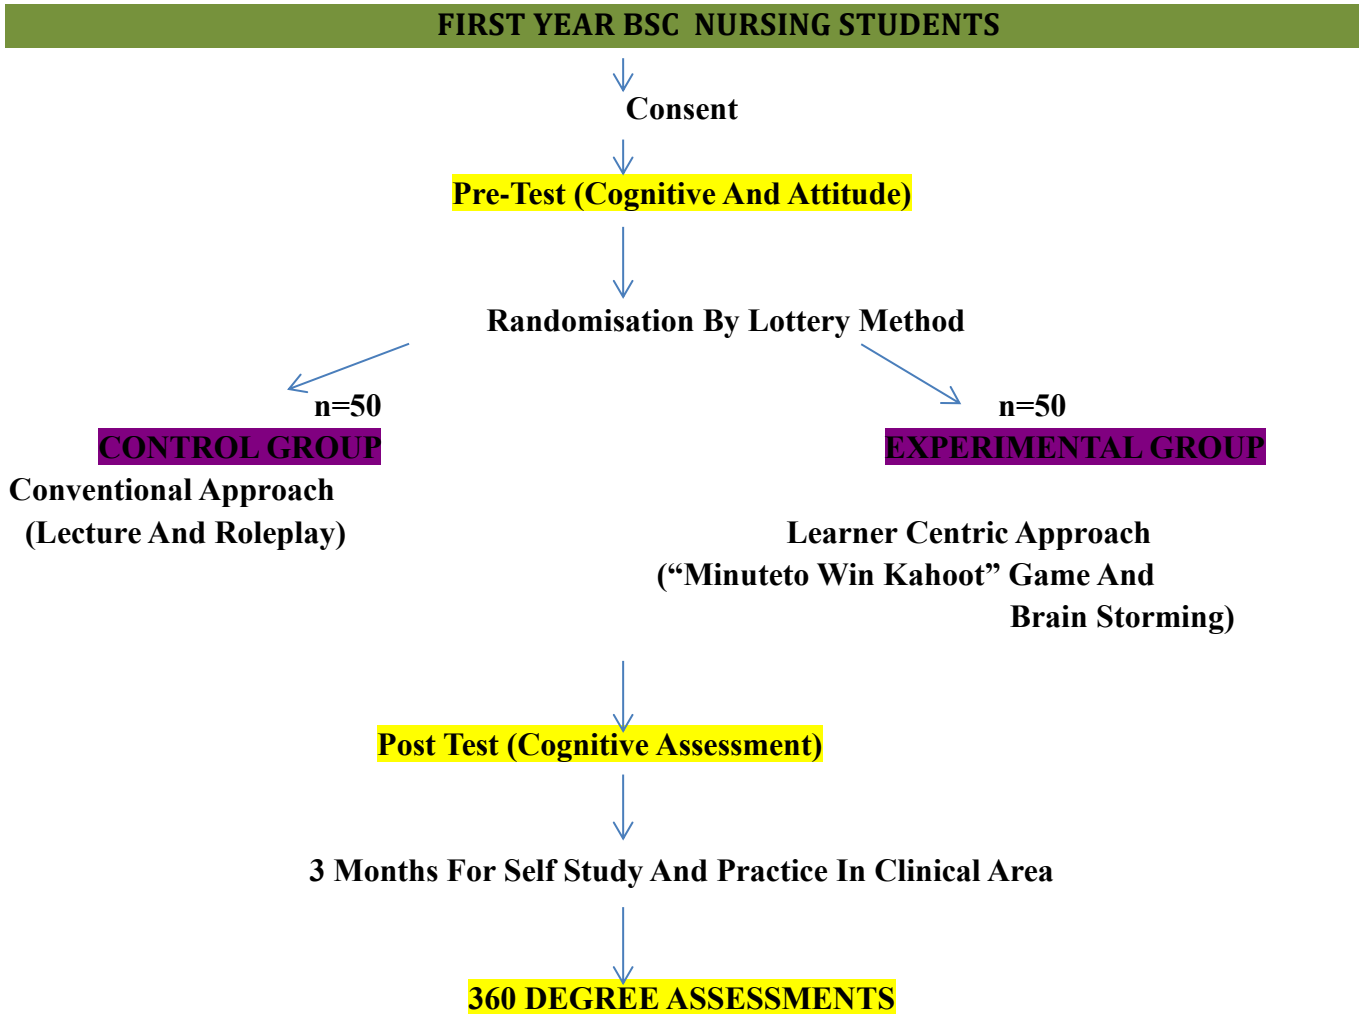 FIRST YEAR BSC NURSING STUDENTS
Consent
Pre-Test (Cognitive And Attitude)
Randomisation By Lottery Method
n=50
n=50
CONTROL GROUP
EXPERIMENTAL GROUP
Conventional Approach
(Lecture And Roleplay)
Learner Centric Approach
(“Minuteto Win Kahoot” Game And
Brain Storming)
Post Test (Cognitive Assessment)
3 Months For Self Study And Practice In Clinical Area
360 DEGREE ASSESSMENTS